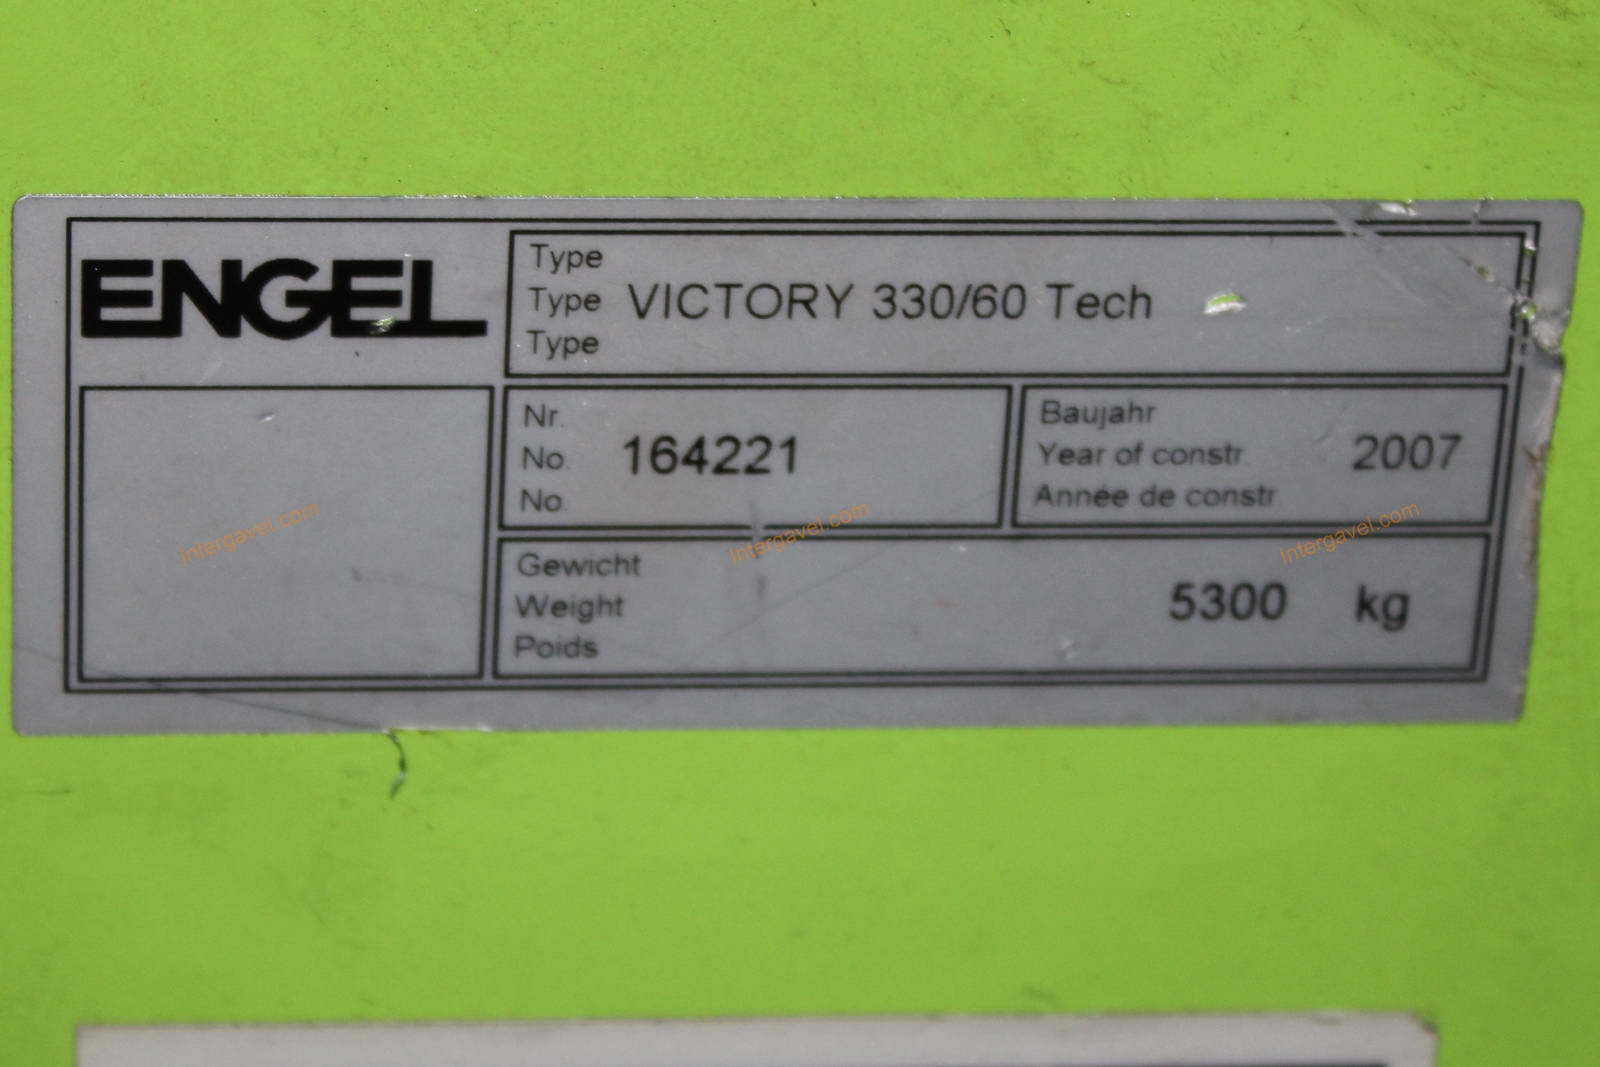 ENGEL
Type
Type VICTORY 330/60 Tech
Type
Nr.
No. 164221
No.
Baujahr
Year of constr. 2007
Année de constr.
Gewicht
Weight 5300 kg
Poids
Intergavel.com Intergavel.com Intergavel.com